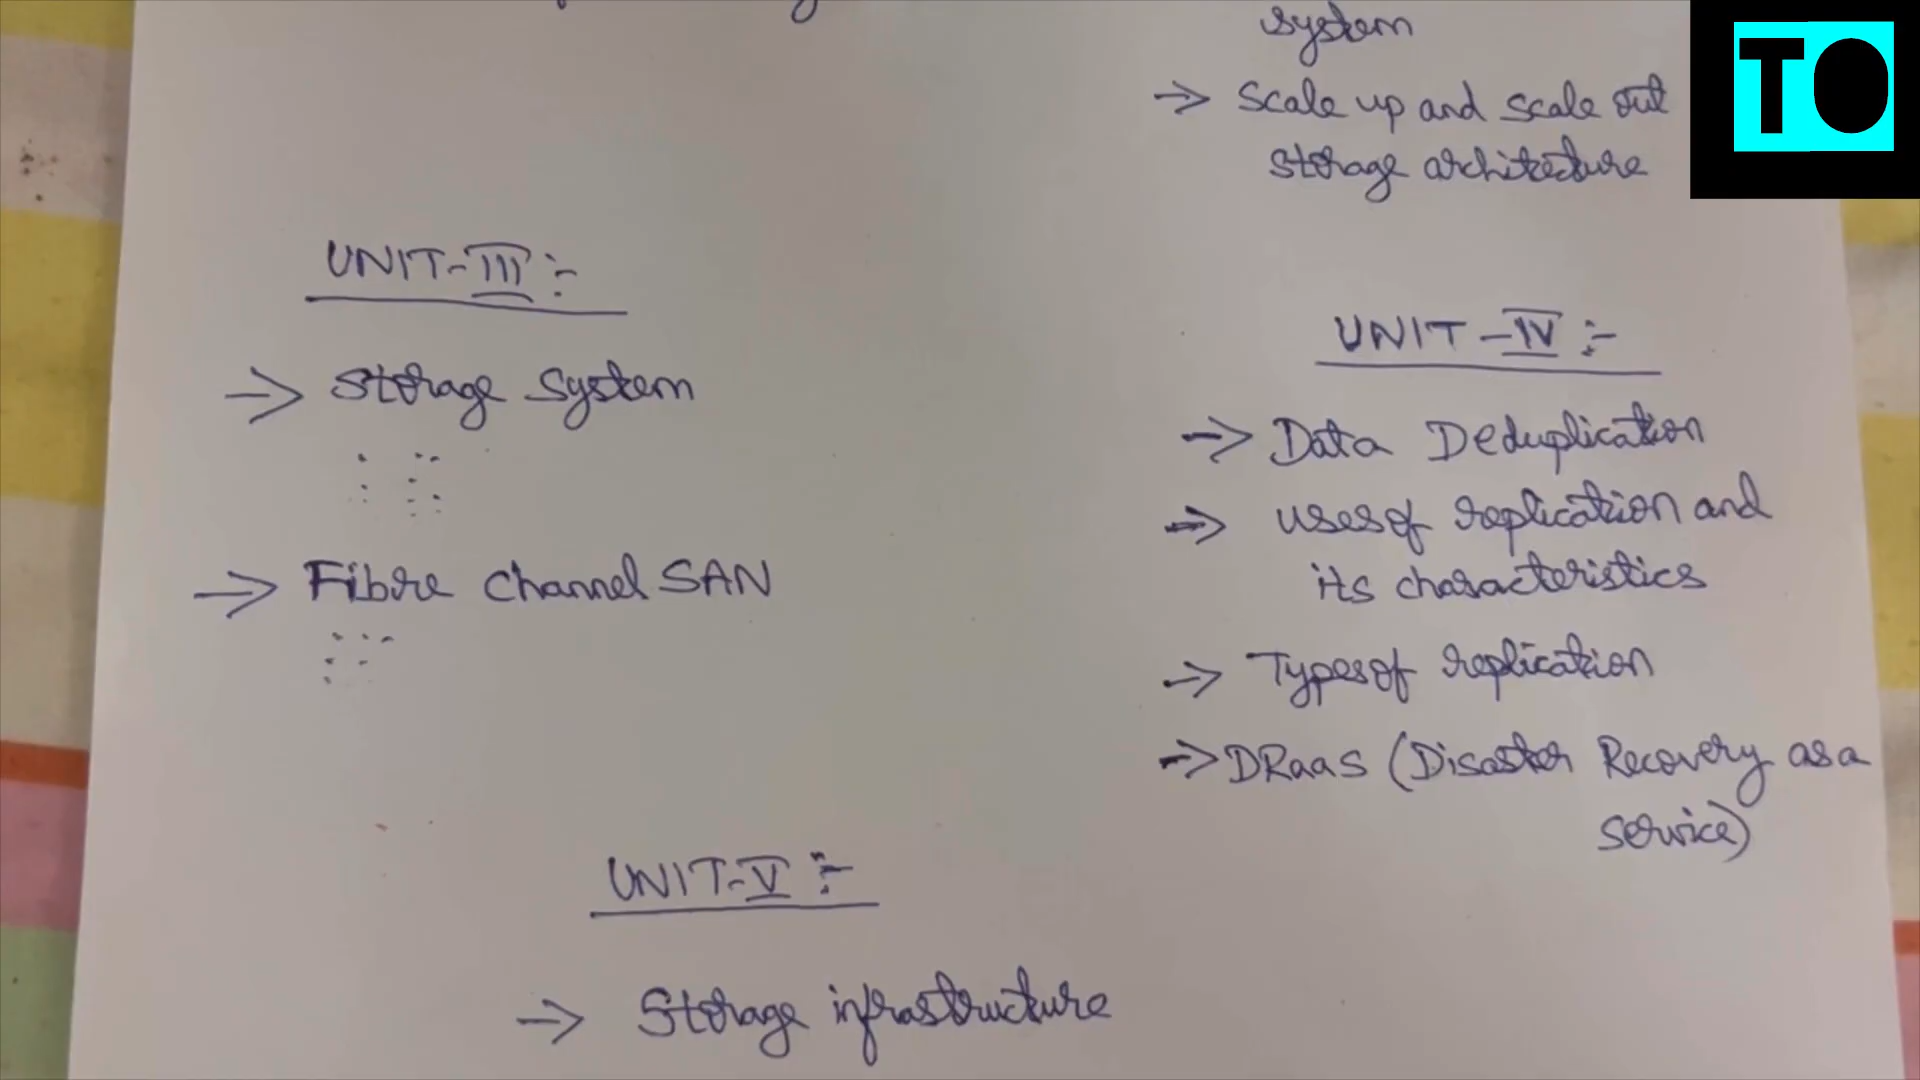 system
→ Scale up and scale out
storage architecture
TO
UNIT-III :-
→ Storage System
→ Fibre Channel SAN
UNIT-IV :-
→ Data Deduplication
→ uses of replication and
its characteristics
→ Types of replication
→ DRaaS (Disaster Recovery as a
service)
UNIT-V :-
→ Storage infrastructure